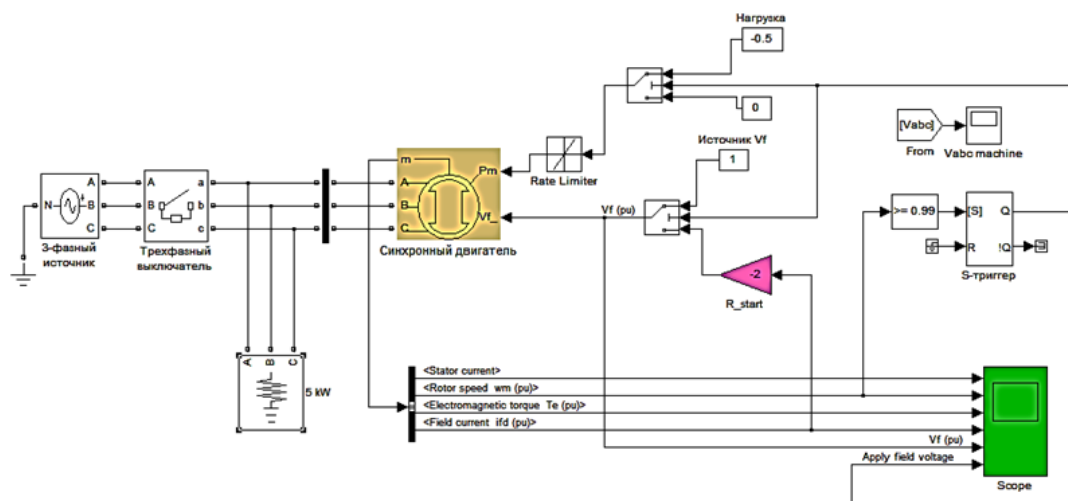 Нагрузка
-0.5
0
Источник Vf
1
[Vabc]
From
Vabc machine
Rate Limiter
m
A
B
C
Pm
Vf_
Синхронный двигатель
N
A
B
C
3-фазный
источник
A
B
C
a
b
c
Трехфазный
выключатель
Vf (pu)
>= 0.99
[S]
R
Q
!Q
S-триггер
-2
R_start
A
B
C
5 kW
<Stator current>
<Rotor speed wm (pu)>
<Electromagnetic torque Te (pu)>
<Field current ifd (pu)>
Vf (pu)
Apply field voltage
Scope